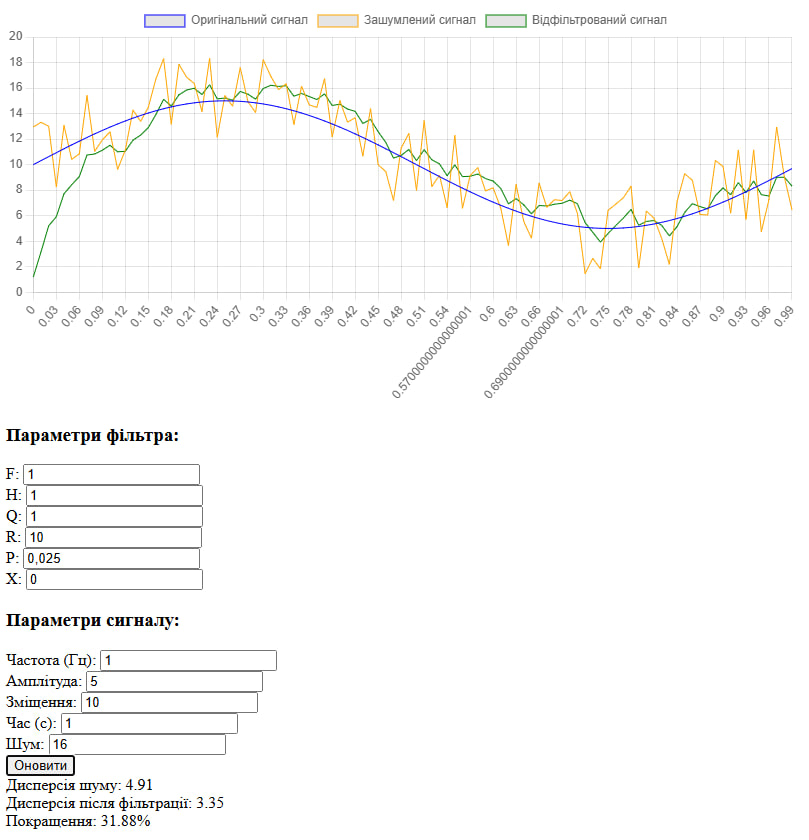 Оригінальний сигнал Зашумлений сигнал Відфільтрований сигнал
20
18
16
14
12
10
8
6
4
2
0
0 0.03 0.06 0.09 0.12 0.15 0.18 0.21 0.24 0.27 0.3 0.33 0.36 0.39 0.42 0.45 0.48 0.51 0.54 0.5700000000000001 0.6 0.63 0.66 0.6900000000000001 0.72 0.75 0.78 0.81 0.84 0.87 0.9 0.93 0.96 0.99
Параметри фільтра:
F: 1
H: 1
Q: 1
R: 10
P: 0,025
X: 0
Параметри сигналу:
Частота (Гц): 1
Амплітуда: 5
Зміщення: 10
Час (с): 1
Шум: 16
Оновити
Дисперсія шуму: 4.91
Дисперсія після фільтрації: 3.35
Покращення: 31.88%